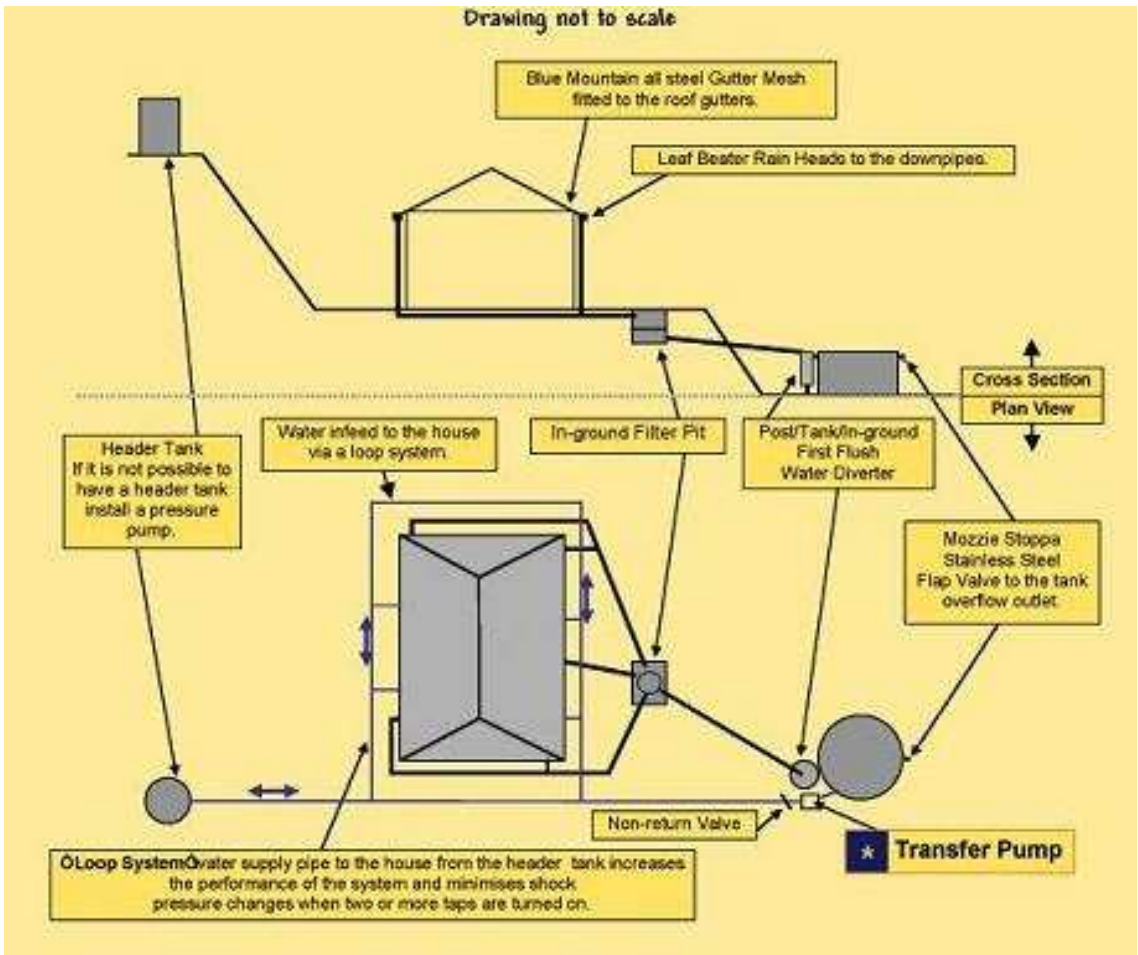 Drawing not to scale
Blue Mountain all steel Gutter Mesh
fitted to the roof gutters.
Leaf Beater Rain Heads to the downpipes.
Cross Section
Plan View
Header Tank
If it is not possible to
have a header tank
install a pressure
pump.
Water infeed to the house
via a loop system.
In-ground Filter Pit
Post/Tank/In-ground
First Flush
Water Diverter
Mozzie Stoppa
Stainless Steel
Flap Valve to the tank
overflow outlet.
Non-return Valve
* Transfer Pump
ÔLoop SystemÕ water supply pipe to the house from the header tank increases
the performance of the system and minimises shock
pressure changes when two or more taps are turned on.